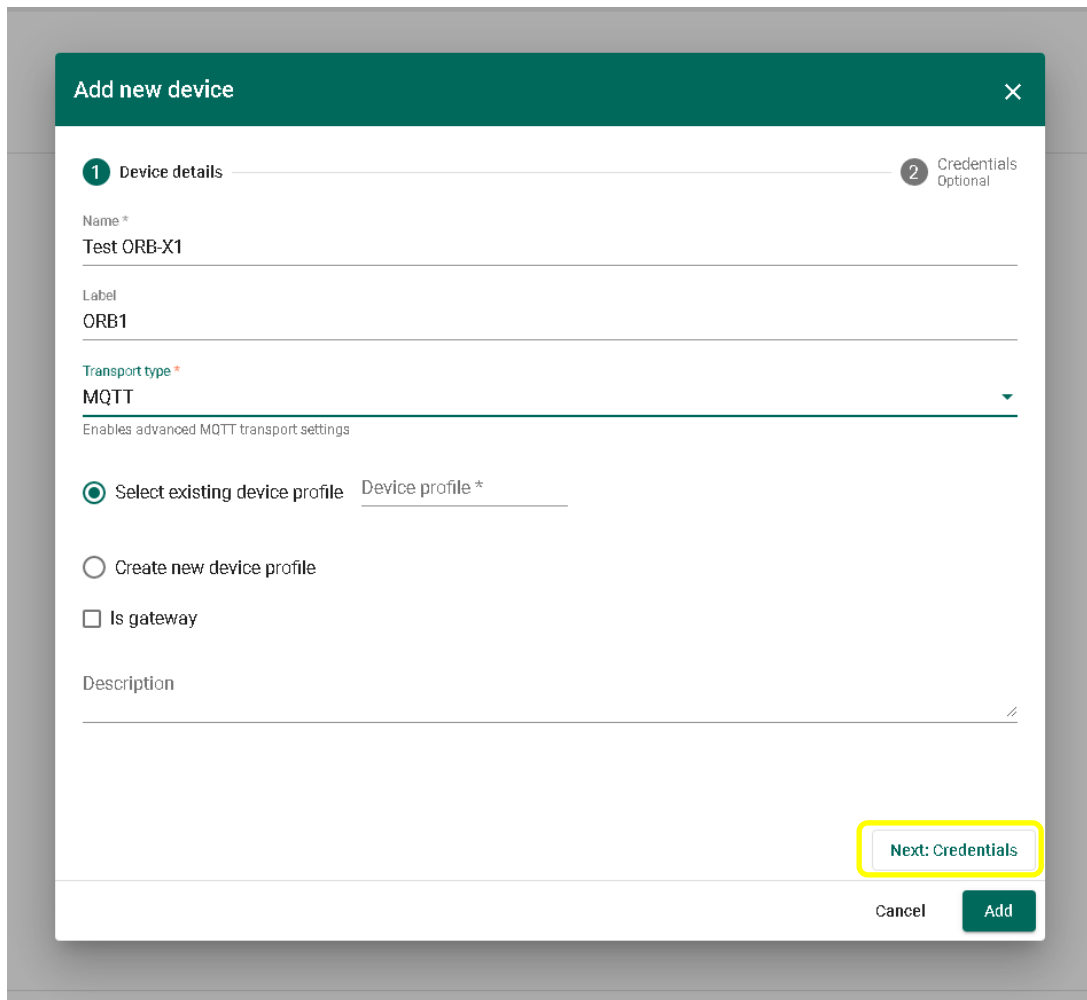 Add new device
1 Device details
2 Credentials
Optional
Name *
Test ORB-X1
Label
ORB1
Transport type *
MQTT
Enables advanced MQTT transport settings
Select existing device profile Device profile *
Create new device profile
Is gateway
Description
Next: Credentials
Cancel Add